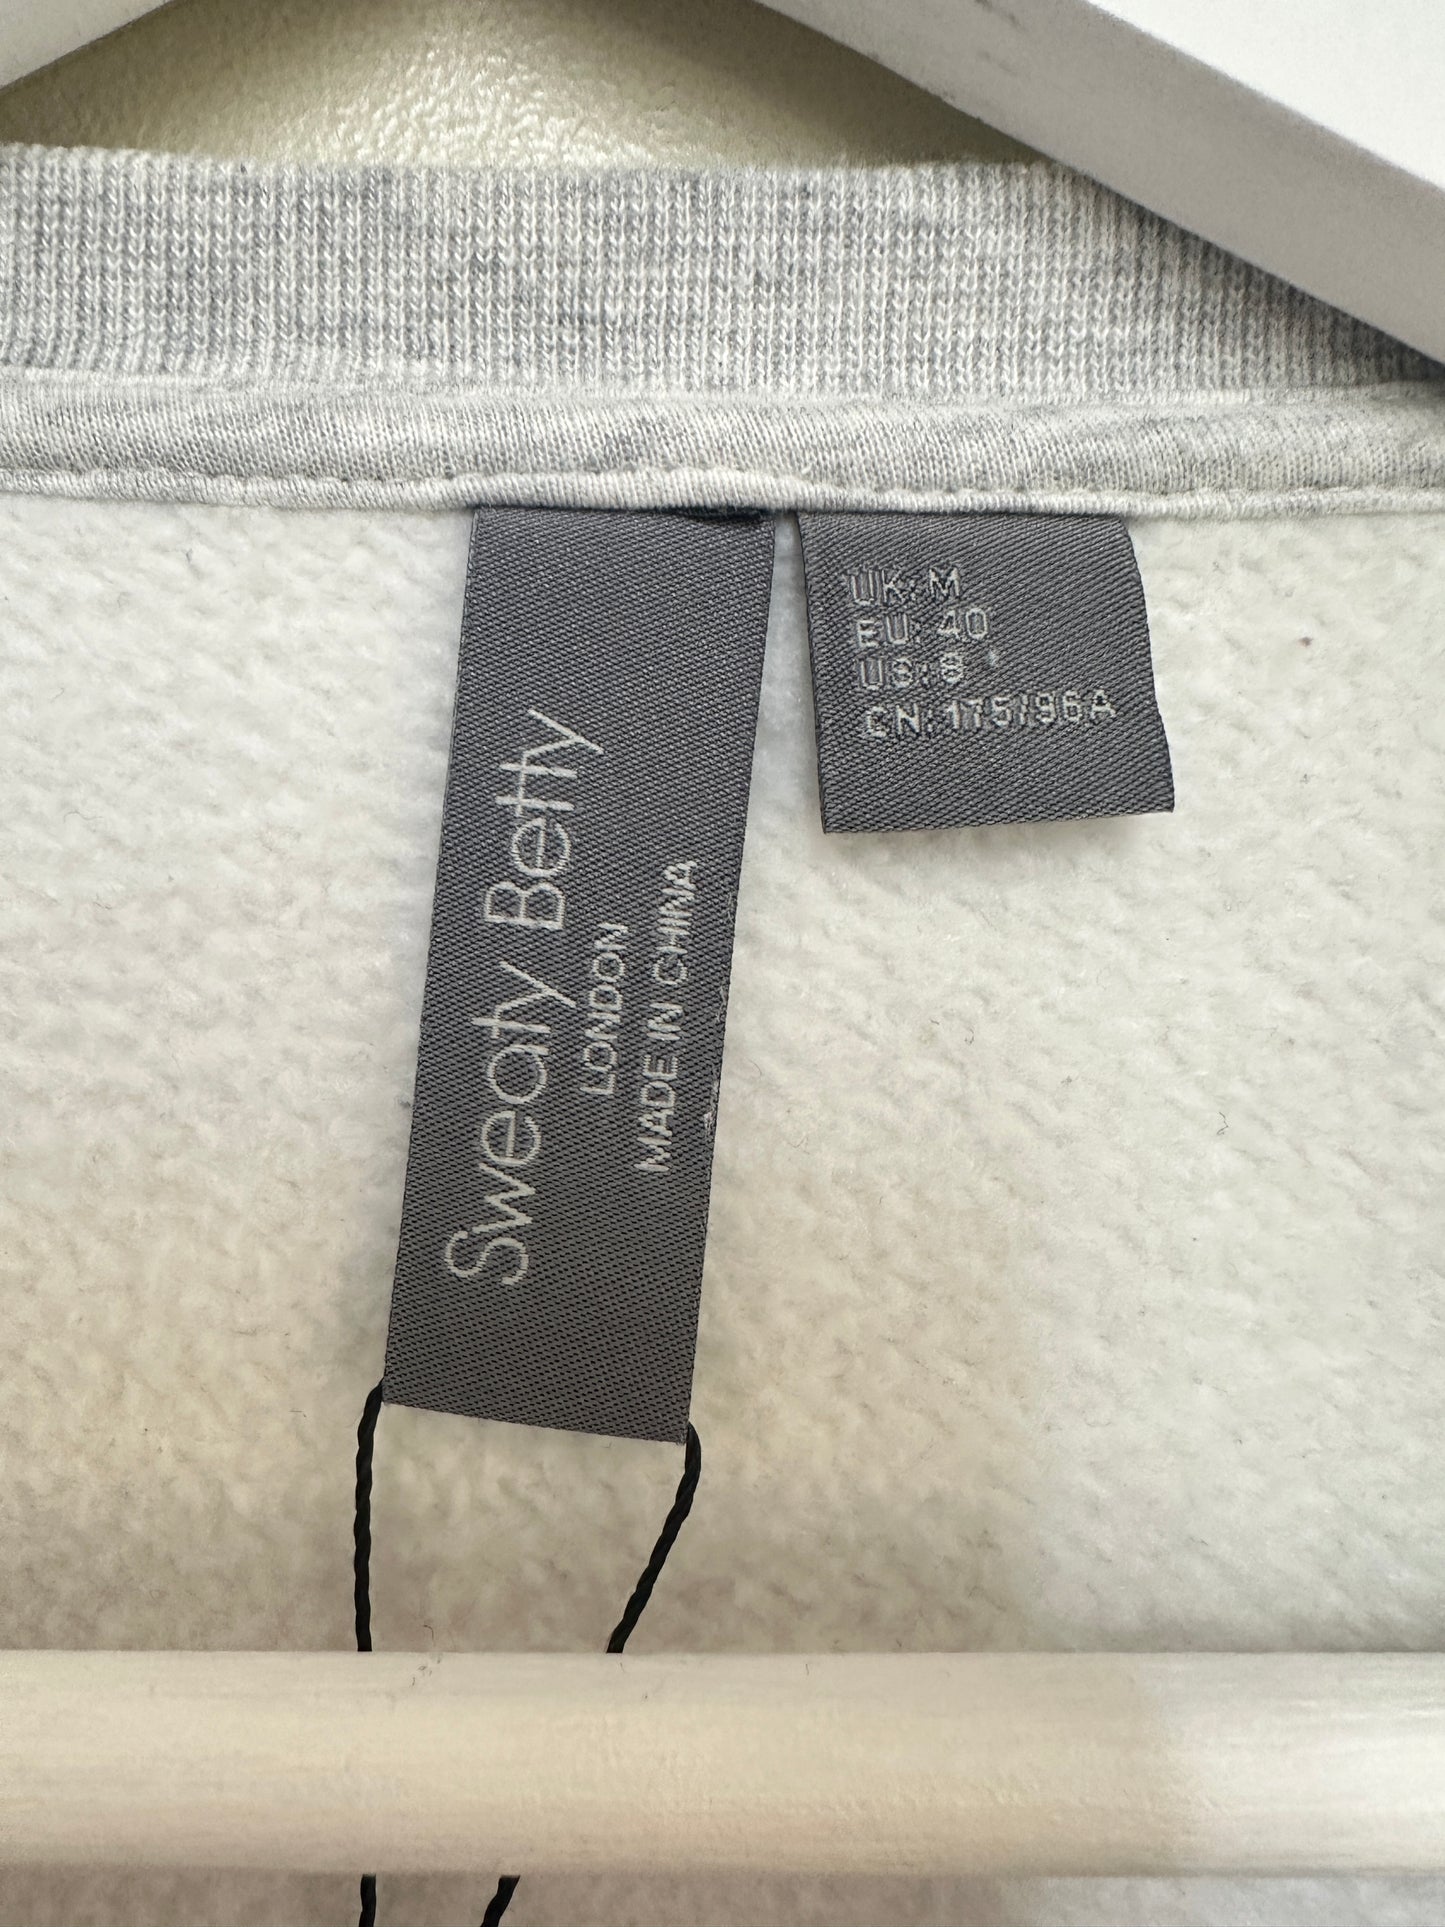 Sweaty Betty
LONDON
MADE IN CHINA
UK: M
EU: 40
US: 8
CN: 175/96A